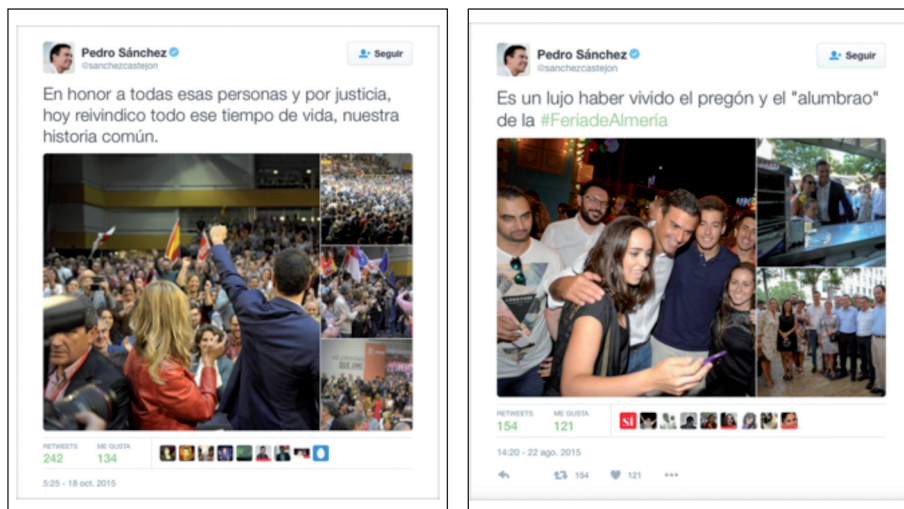 Pedro Sánchez
@sanchezcastejon
Seguir
En honor a todas esas personas y por justicia,
hoy reivindico todo ese tiempo de vida, nuestra
historia común.
RETWEETS
242
ME GUSTA
134
5:25 - 18 oct. 2015
Pedro Sánchez
@sanchezcastejon
Seguir
Es un lujo haber vivido el pregón y el "alumbrao"
de la #FeriadeAlmería
RETWEETS
154
ME GUSTA
121
SÍ
14:20 - 22 ago. 2015
154
121